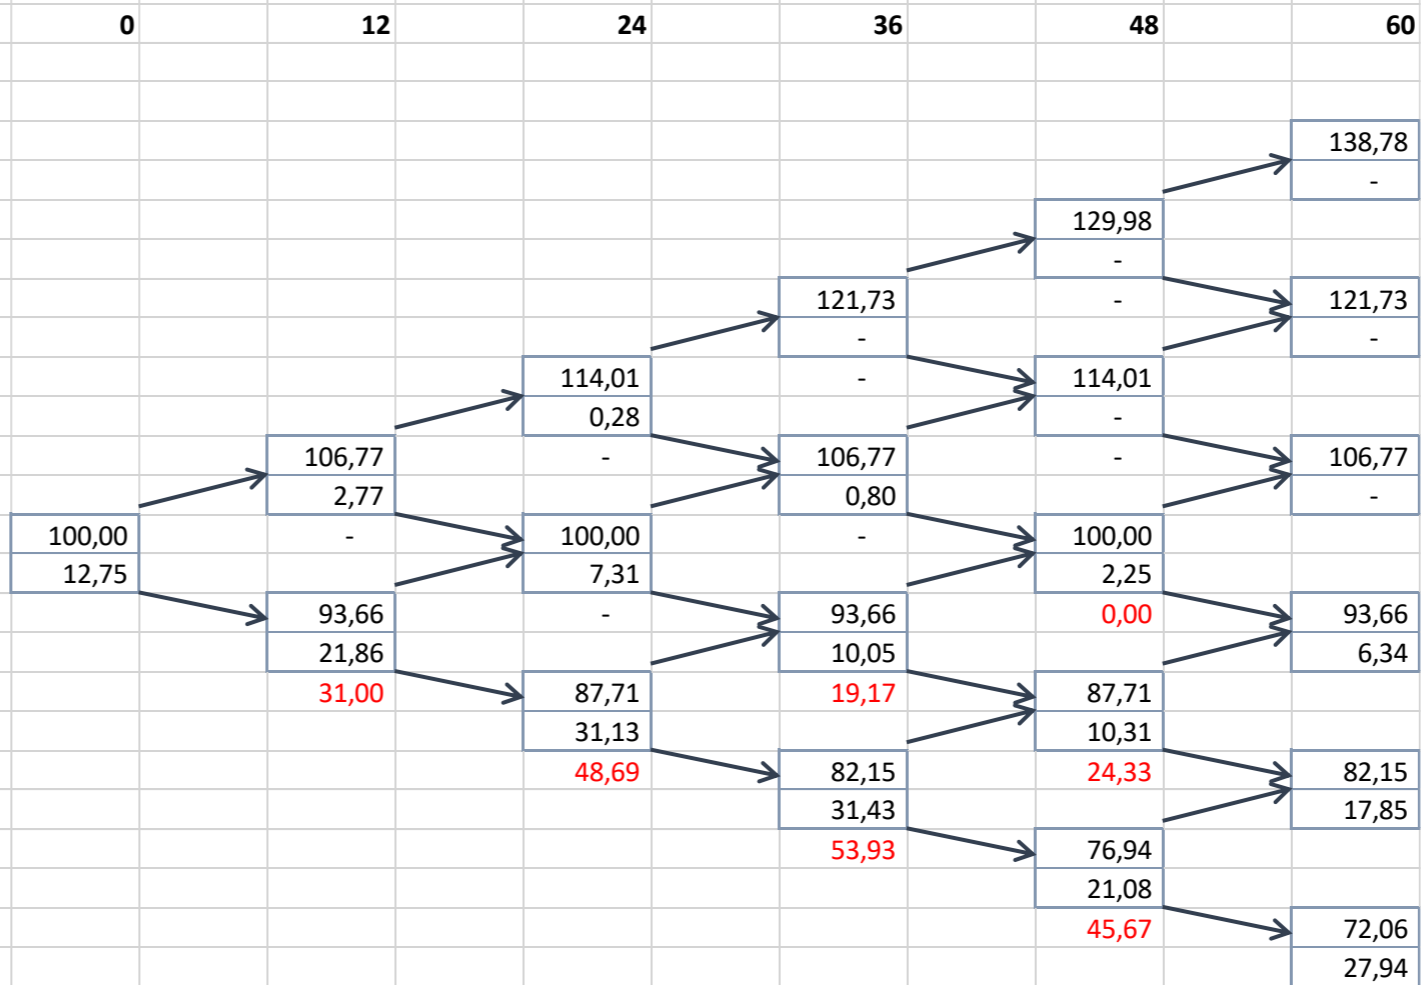 0 12 24 36 48 60
138,78
-
129,98
-
121,73 - 121,73
- -
114,01 - 114,01
0,28 -
106,77 - 106,77 - 106,77
2,77 0,80 -
100,00 - 100,00 - 100,00
12,75 7,31 2,25
93,66 - 93,66 0,00 93,66
21,86 10,05 6,34
31,00 87,71 19,17 87,71
31,13 10,31
48,69 82,15 24,33 82,15
31,43 17,85
53,93 76,94
21,08
45,67 72,06
27,94